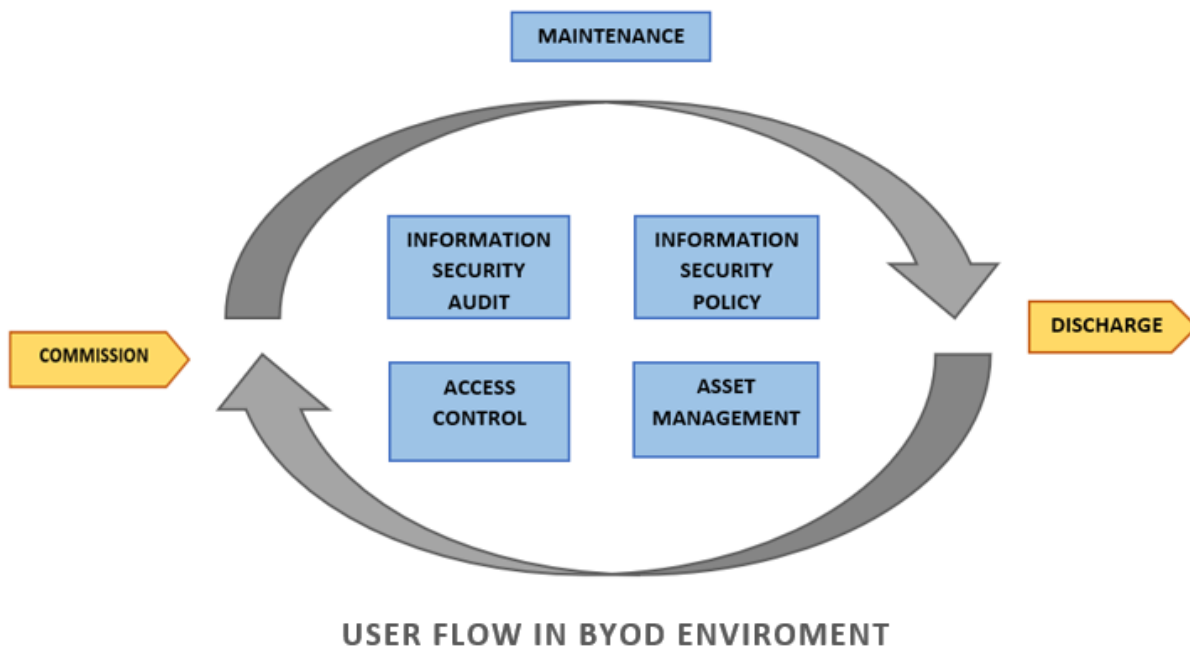 MAINTENANCE
INFORMATION
SECURITY
AUDIT
INFORMATION
SECURITY
POLICY
COMMISSION
DISCHARGE
ACCESS
CONTROL
ASSET
MANAGEMENT
USER FLOW IN BYOD ENVIROMENT